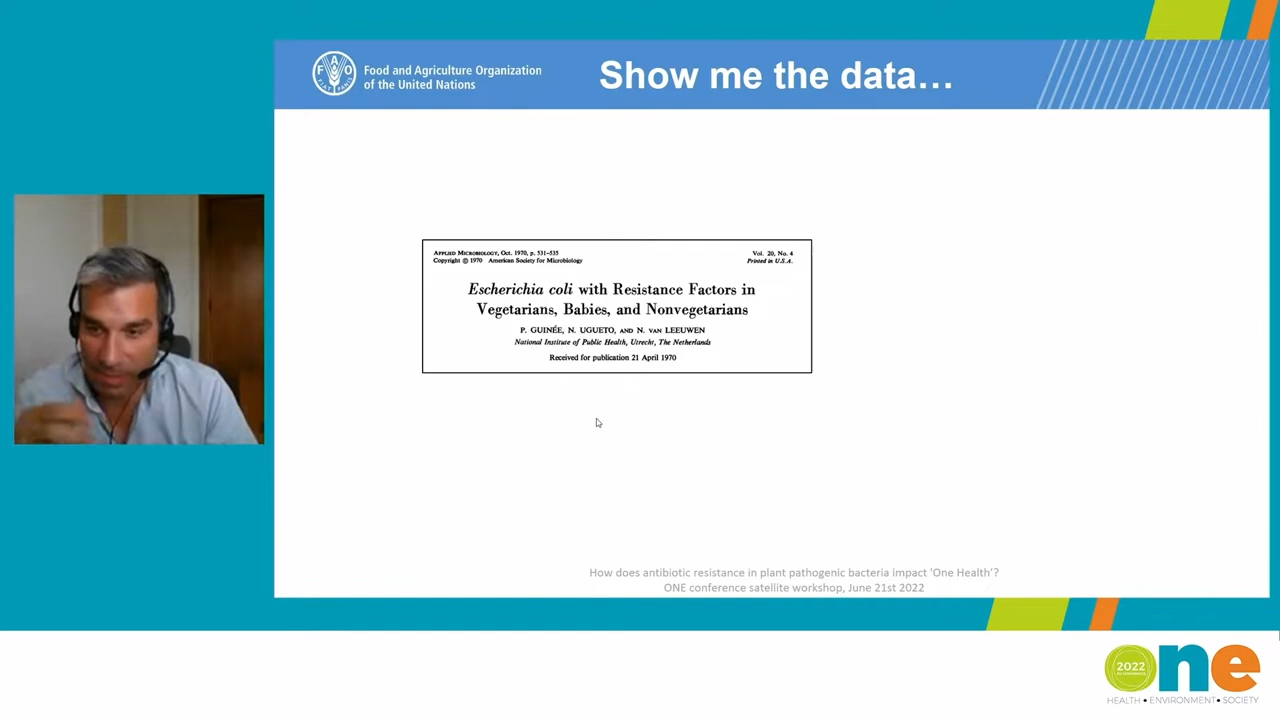 Food and Agriculture Organization
of the United Nations
Show me the data…
APPLIED MICROBIOLOGY, Oct. 1970, p. 531-535
Copyright © 1970 American Society for Microbiology
Vol. 20, No. 4
Printed in U.S.A.
Escherichia coli with Resistance Factors in
Vegetarians, Babies, and Nonvegetarians
P. GUINÉE, N. UGUETO, AND N. VAN LEEUWEN
National Institute of Public Health, Utrecht, The Netherlands
Received for publication 21 April 1970
How does antibiotic resistance in plant pathogenic bacteria impact 'One Health'?
ONE conference satellite workshop, June 21st 2022
2022
one
HEALTH • ENVIRONMENT • SOCIETY